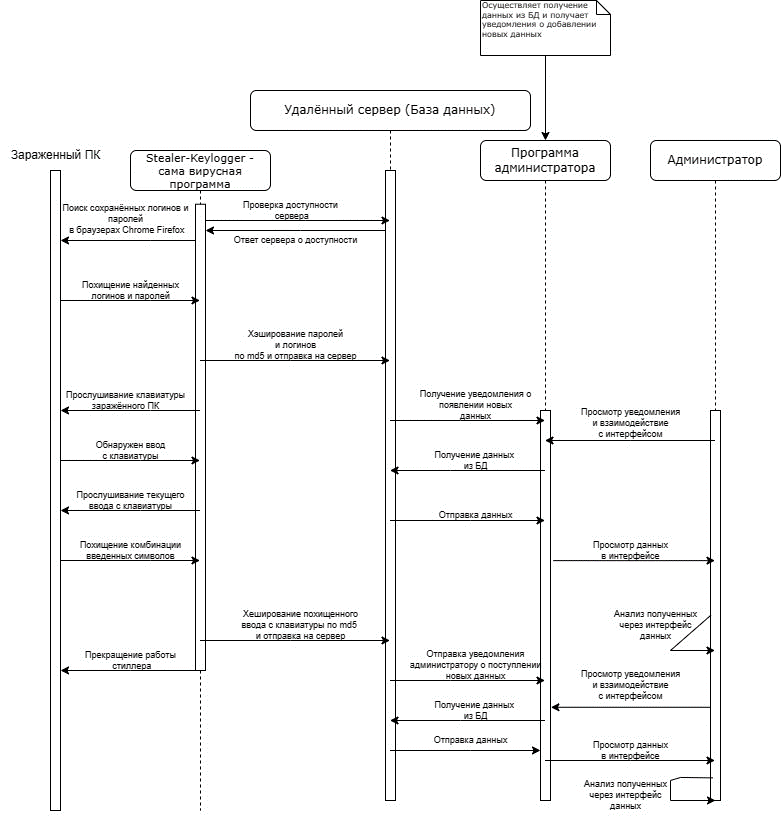 Осуществляет получение
данных из БД и получает
уведомления о добавлении
новых данных
Удалённый сервер (База данных)
Зараженный ПК
Stealer-Keylogger -
сама вирусная
программа
Программа
администратора
Администратор
Поиск сохранённых логинов и
паролей
в браузерах Chrome Firefox
Проверка доступности
сервера
Ответ сервера о доступности
Похищение найденных
логинов и паролей
Хэширование паролей
и логинов
по md5 и отправка на сервер
Прослушивание клавиатуры
заражённого ПК
Получение уведомления о
появлении новых
данных
Просмотр уведомления
и взаимодействие
с интерфейсом
Обнаружен ввод
с клавиатуры
Получение данных
из БД
Прослушивание текущего
ввода с клавиатуры
Отправка данных
Похищение комбинации
введенных символов
Просмотр данных
в интерфейсе
Хеширование похищенного
ввода с клавиатуры по md5
и отправка на сервер
Анализ полученных
через интерфейс
данных
Прекращение работы
стиллера
Отправка уведомления
администратору о поступлении
новых данных
Просмотр уведомления
и взаимодействие
с интерфейсом
Получение данных
из БД
Отправка данных
Просмотр данных
в интерфейсе
Анализ полученных
через интерфейс
данных